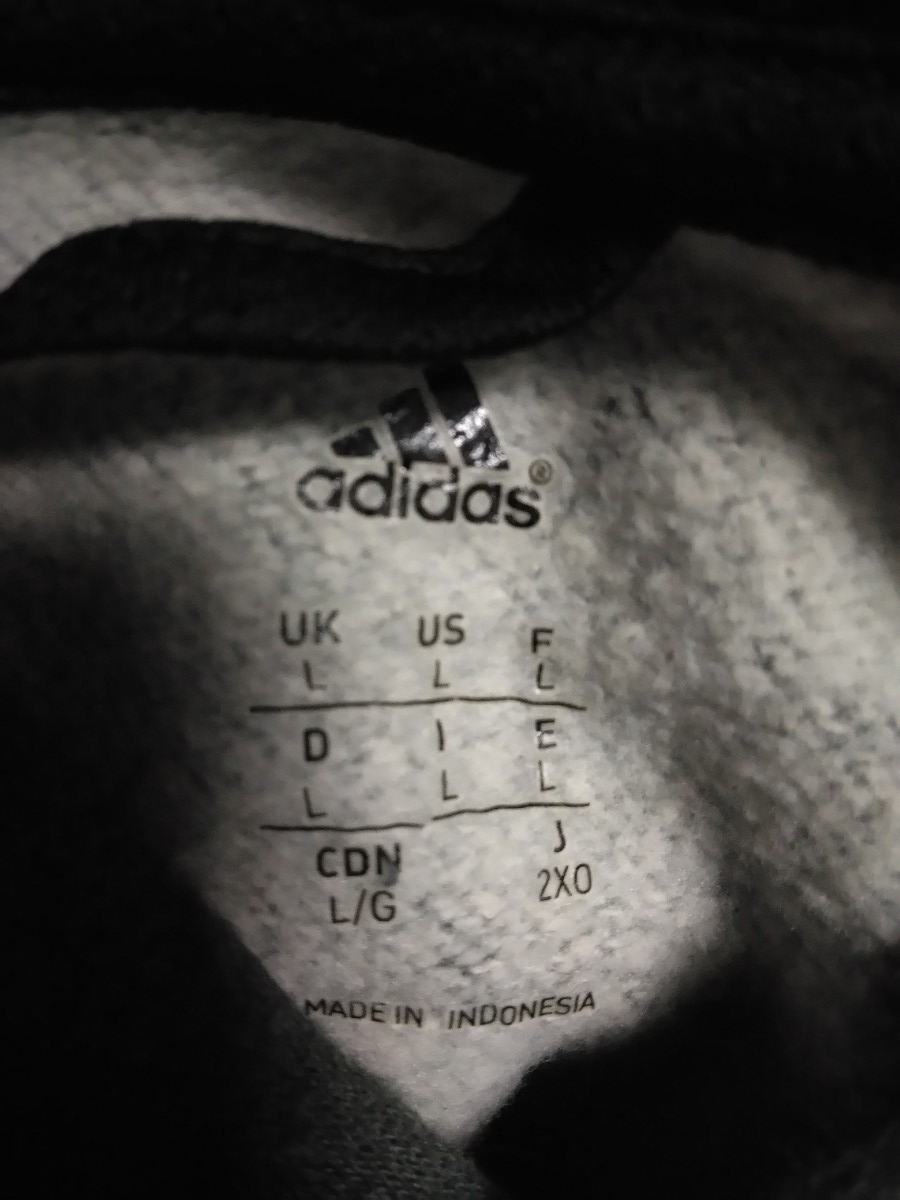 adidas®
UK US F
L L L
D I E
L L L
CDN J
L/G 2XO
MADE IN INDONESIA